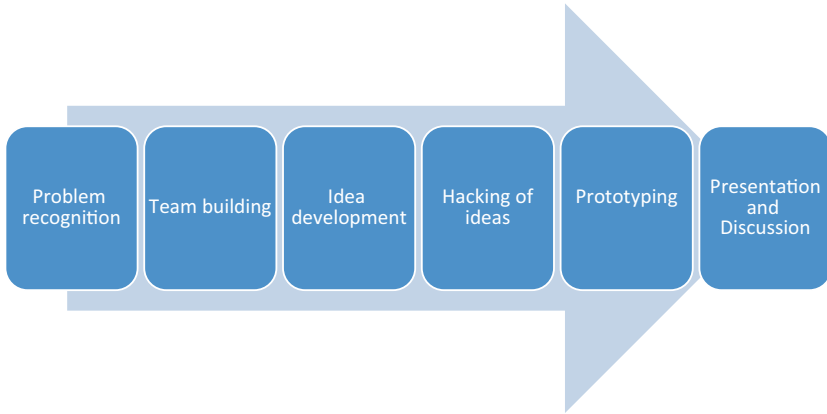 Problem
recognition
Team building
Idea
development
Hacking of
ideas
Prototyping
Presentation
and
Discussion